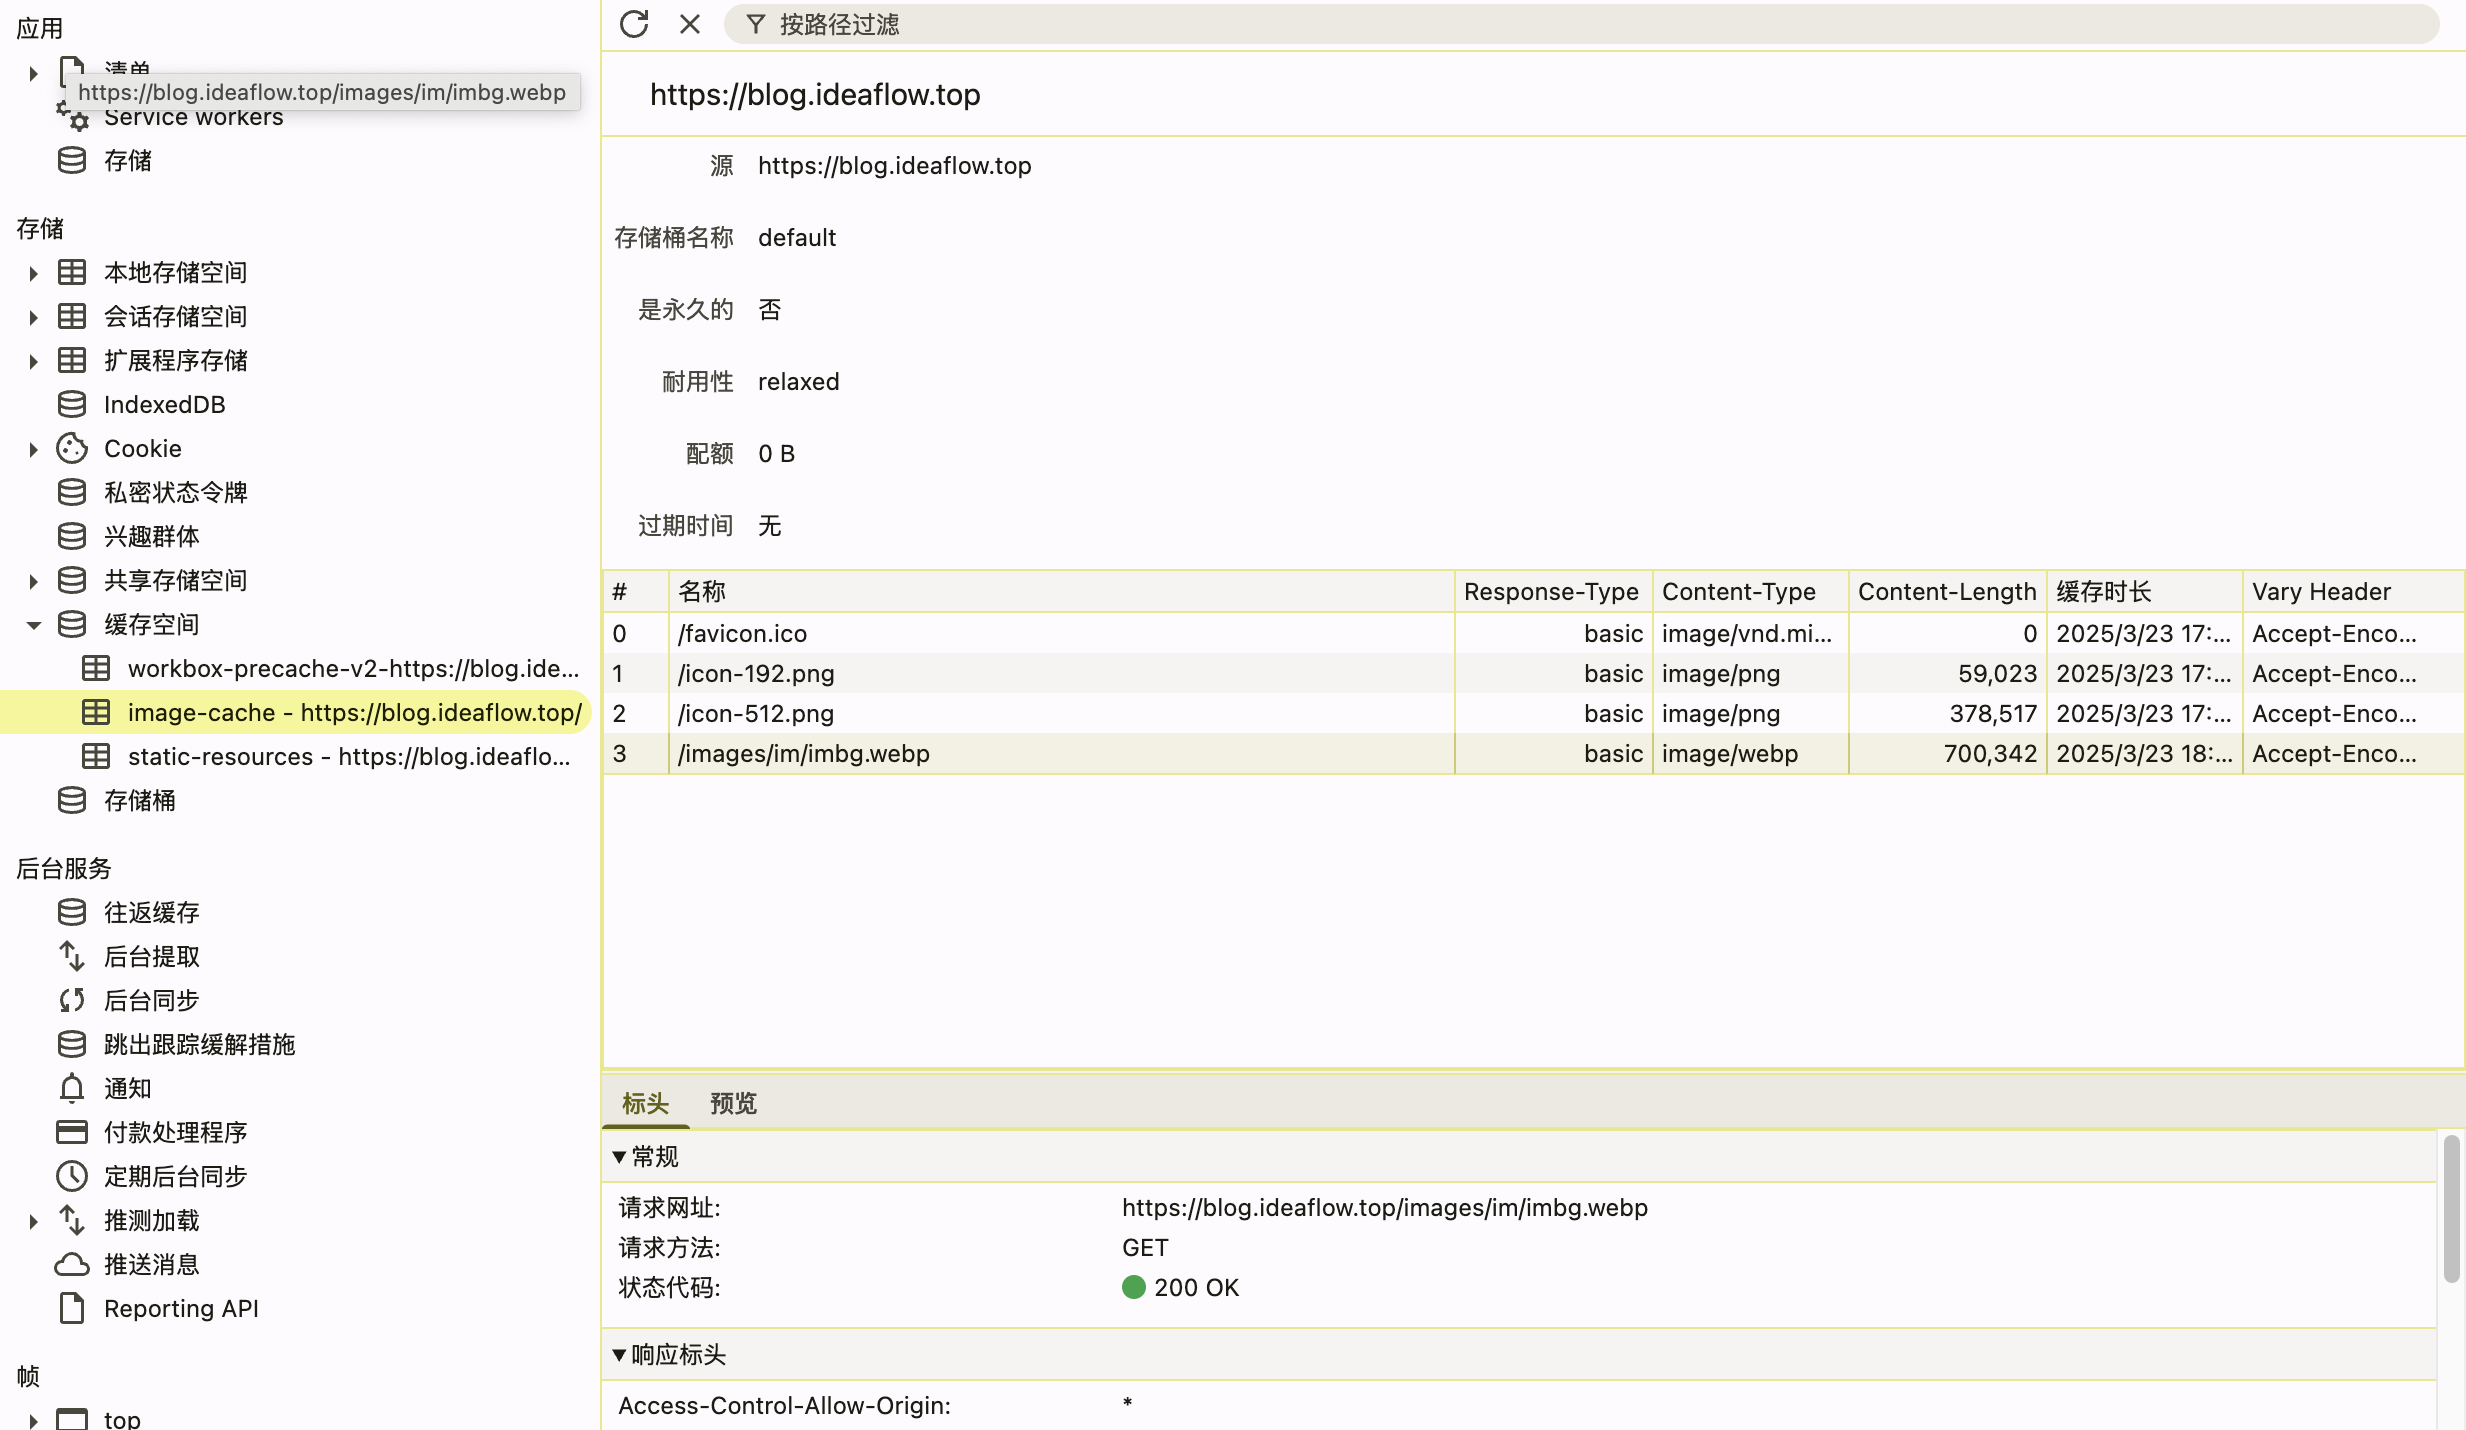 应用
清单
https://blog.ideaflow.top/images/im/imbg.webp
Service workers
存储
存储
本地存储空间
会话存储空间
扩展程序存储
IndexedDB
Cookie
私密状态令牌
兴趣群体
共享存储空间
缓存空间
workbox-precache-v2-https://blog.ide...
image-cache - https://blog.ideaflow.top/
static-resources - https://blog.ideaflo...
存储桶
后台服务
往返缓存
后台提取
后台同步
跳出跟踪缓解措施
通知
付款处理程序
定期后台同步
推测加载
推送消息
Reporting API
帧
top
按路径过滤
https://blog.ideaflow.top
源 https://blog.ideaflow.top
存储桶名称 default
是永久的 否
耐用性 relaxed
配额 0 B
过期时间 无
# 名称 Response-Type Content-Type Content-Length 缓存时长 Vary Header
0 /favicon.ico basic image/vnd.mi... 0 2025/3/23 17:... Accept-Enco...
1 /icon-192.png basic image/png 59,023 2025/3/23 17:... Accept-Enco...
2 /icon-512.png basic image/png 378,517 2025/3/23 17:... Accept-Enco...
3 /images/im/imbg.webp basic image/webp 700,342 2025/3/23 18:... Accept-Enco...
标头 预览
▼常规
请求网址: https://blog.ideaflow.top/images/im/imbg.webp
请求方法: GET
状态代码: 200 OK
▼响应标头
Access-Control-Allow-Origin: *